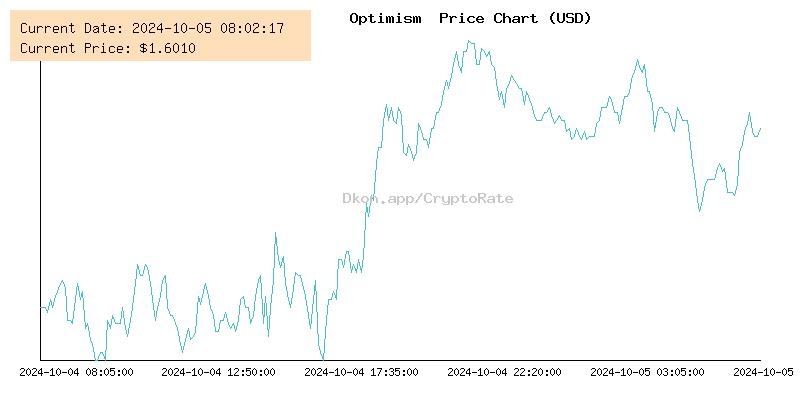 Optimism  Price Chart (USD)
Current Date: 2024-10-05 08:02:17
Current Price: $1.6010
Dkon.app/CryptoRate
2024-10-04 08:05:00 2024-10-04 12:50:00 2024-10-04 17:35:00 2024-10-04 22:20:00 2024-10-05 03:05:00 2024-10-05